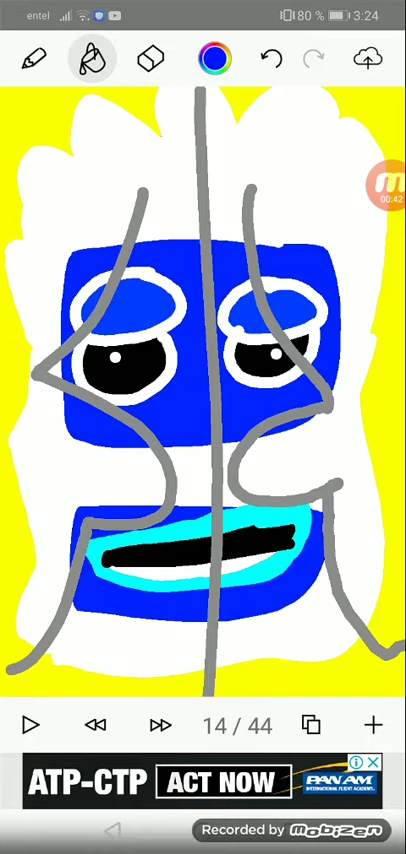 entel 80 % 3:24
00:42
14 / 44
ATP-CTP ACT NOW PAN AM
INTERNATIONAL FLIGHT ACADEMY
Recorded by mobizen